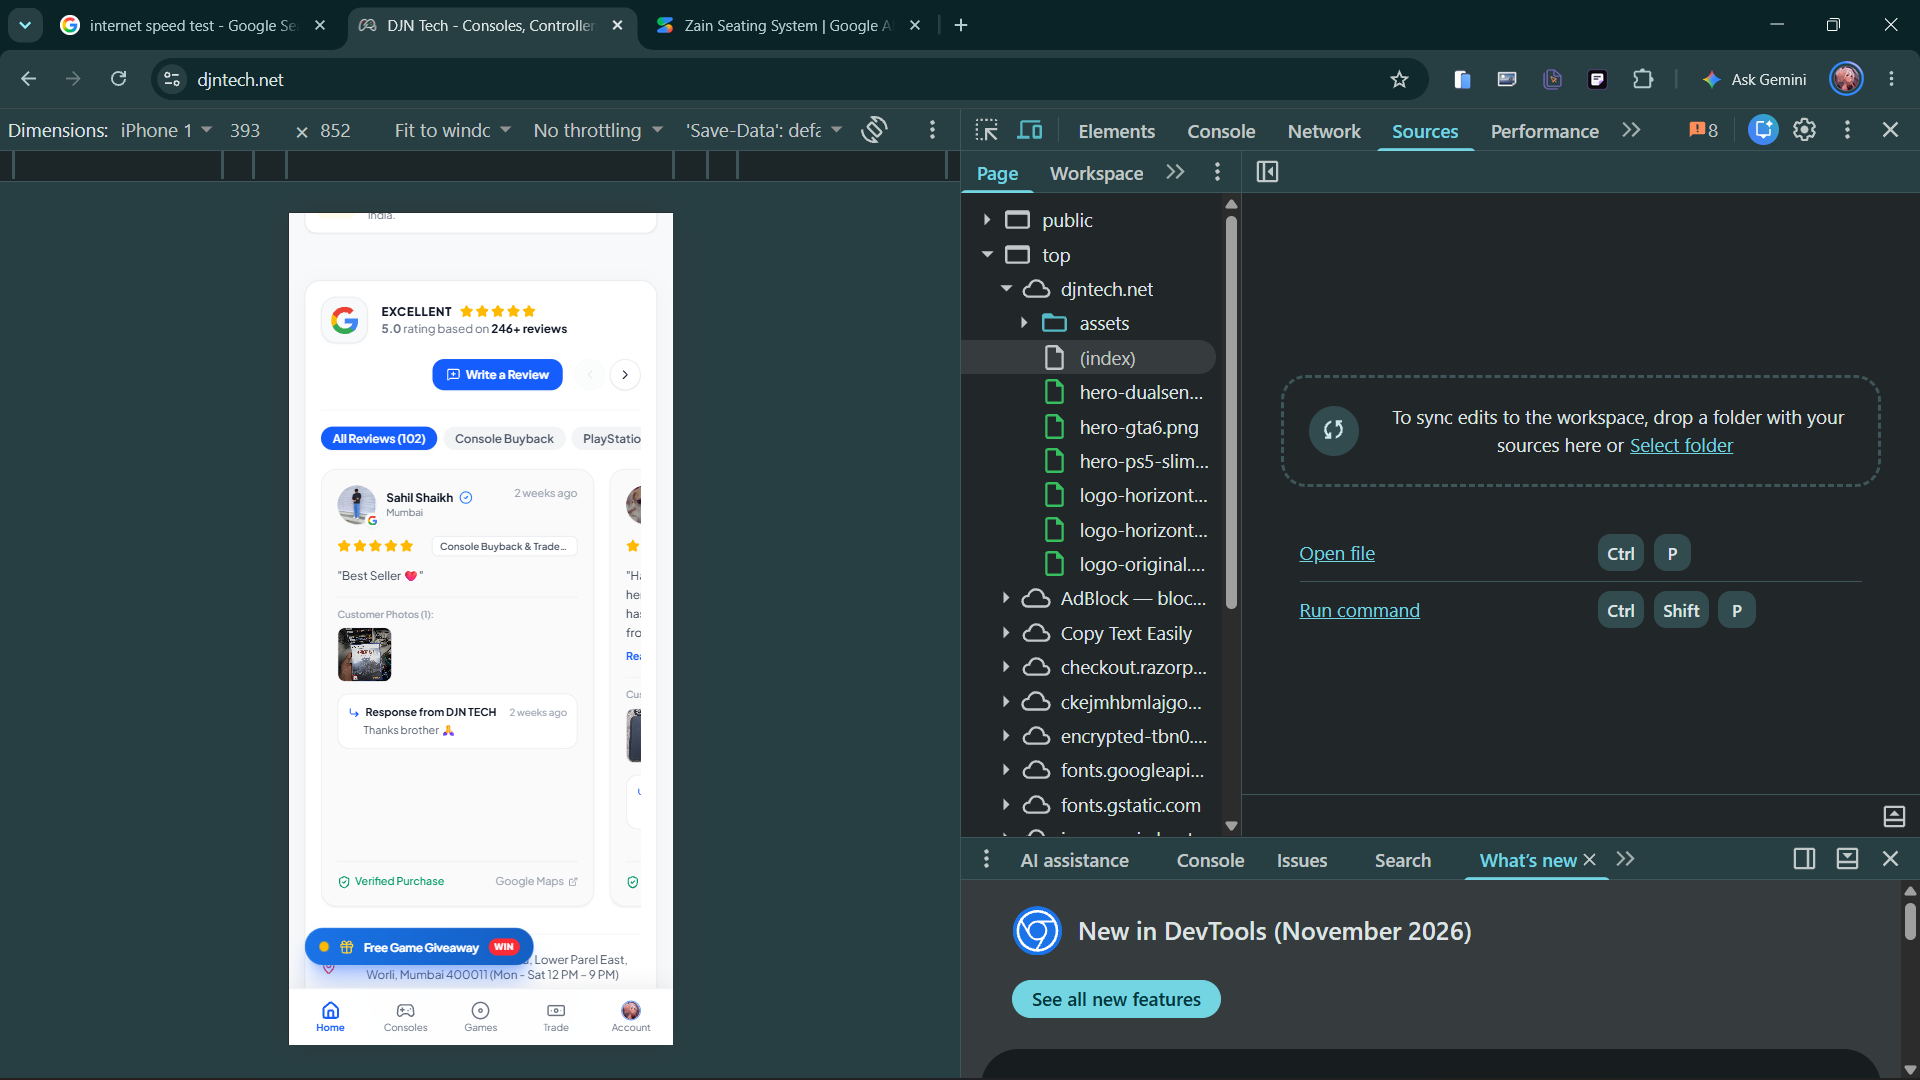 internet speed test - Google Se
DJN Tech - Consoles, Controller
Zain Seating System | Google A
djntech.net
Ask Gemini
Dimensions: iPhone 1 393 × 852 Fit to windc No throttling 'Save-Data': defa
Elements Console Network Sources Performance 8
Page Workspace
public
top
djntech.net
assets
(index)
hero-dualsen...
hero-gta6.png
hero-ps5-slim...
logo-horizont...
logo-horizont...
logo-original....
AdBlock — bloc...
Copy Text Easily
checkout.razorp...
ckejmhbmlajgo...
encrypted-tbn0....
fonts.googleapi...
fonts.gstatic.com
To sync edits to the workspace, drop a folder with your
sources here or Select folder
Open file Ctrl P
Run command Ctrl Shift P
AI assistance Console Issues Search What's new
New in DevTools (November 2026)
See all new features
India.
EXCELLENT
5.0 rating based on 246+ reviews
Write a Review
All Reviews (102) Console Buyback PlayStatio
Sahil Shaikh 2 weeks ago
Mumbai
Console Buyback & Trade...
"Best Seller 💖"
Customer Photos (1):
Response from DJN TECH 2 weeks ago
Thanks brother 🙏
Verified Purchase Google Maps
"Ha
her
has
fro
Rea
Cus
Free Game Giveaway WIN
Lower Parel East,
Worli, Mumbai 400011 (Mon - Sat 12 PM – 9 PM)
Home Consoles Games Trade Account